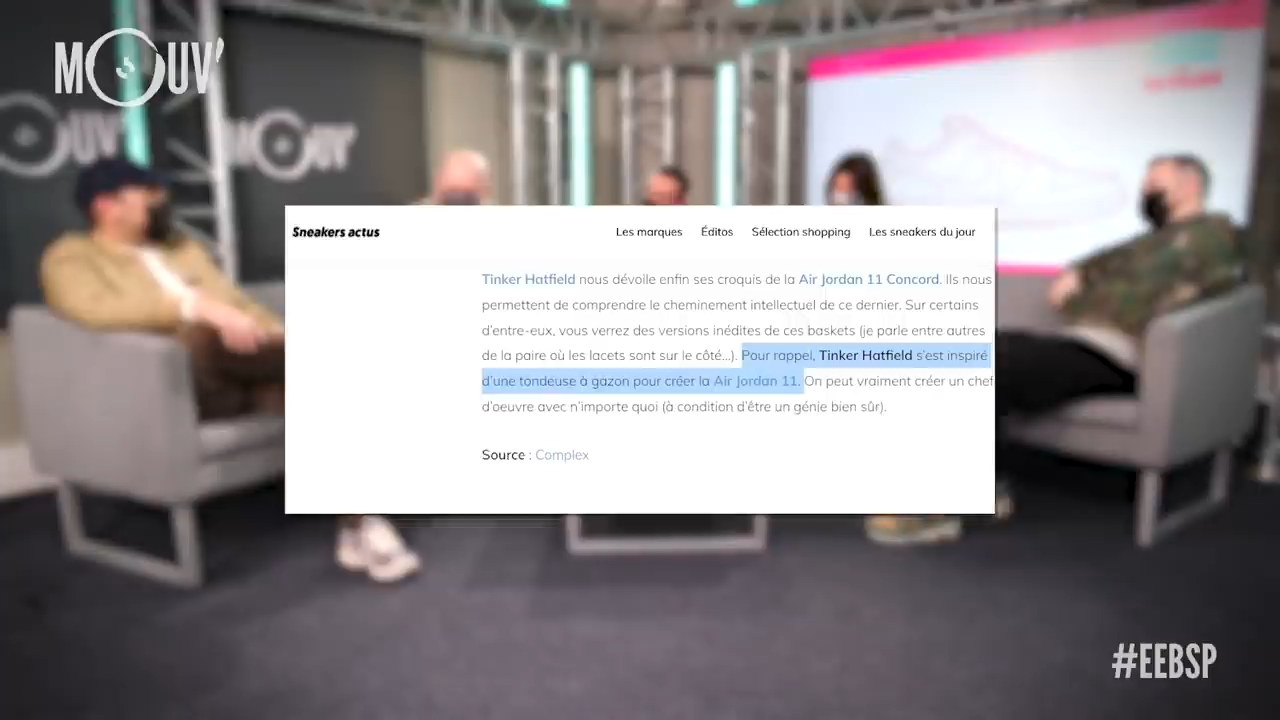 MOUV'
OUV'
MOUV'
Sneakers actus
Les marques Éditos Sélection shopping Les sneakers du jour
Tinker Hatfield nous dévoile enfin ses croquis de la Air Jordan 11 Concord. Ils nous
permettent de comprendre le cheminement intellectuel de ce dernier. Sur certains
d'entre-eux, vous verrez des versions inédites de ces baskets (je parle entre autres
de la paire où les lacets sont sur le côté...). Pour rappel, Tinker Hatfield s'est inspiré
d'une tondeuse à gazon pour créer la Air Jordan 11. On peut vraiment créer un chef
d'oeuvre avec n'importe quoi (à condition d'être un génie bien sûr).
Source : Complex
#EEBSP